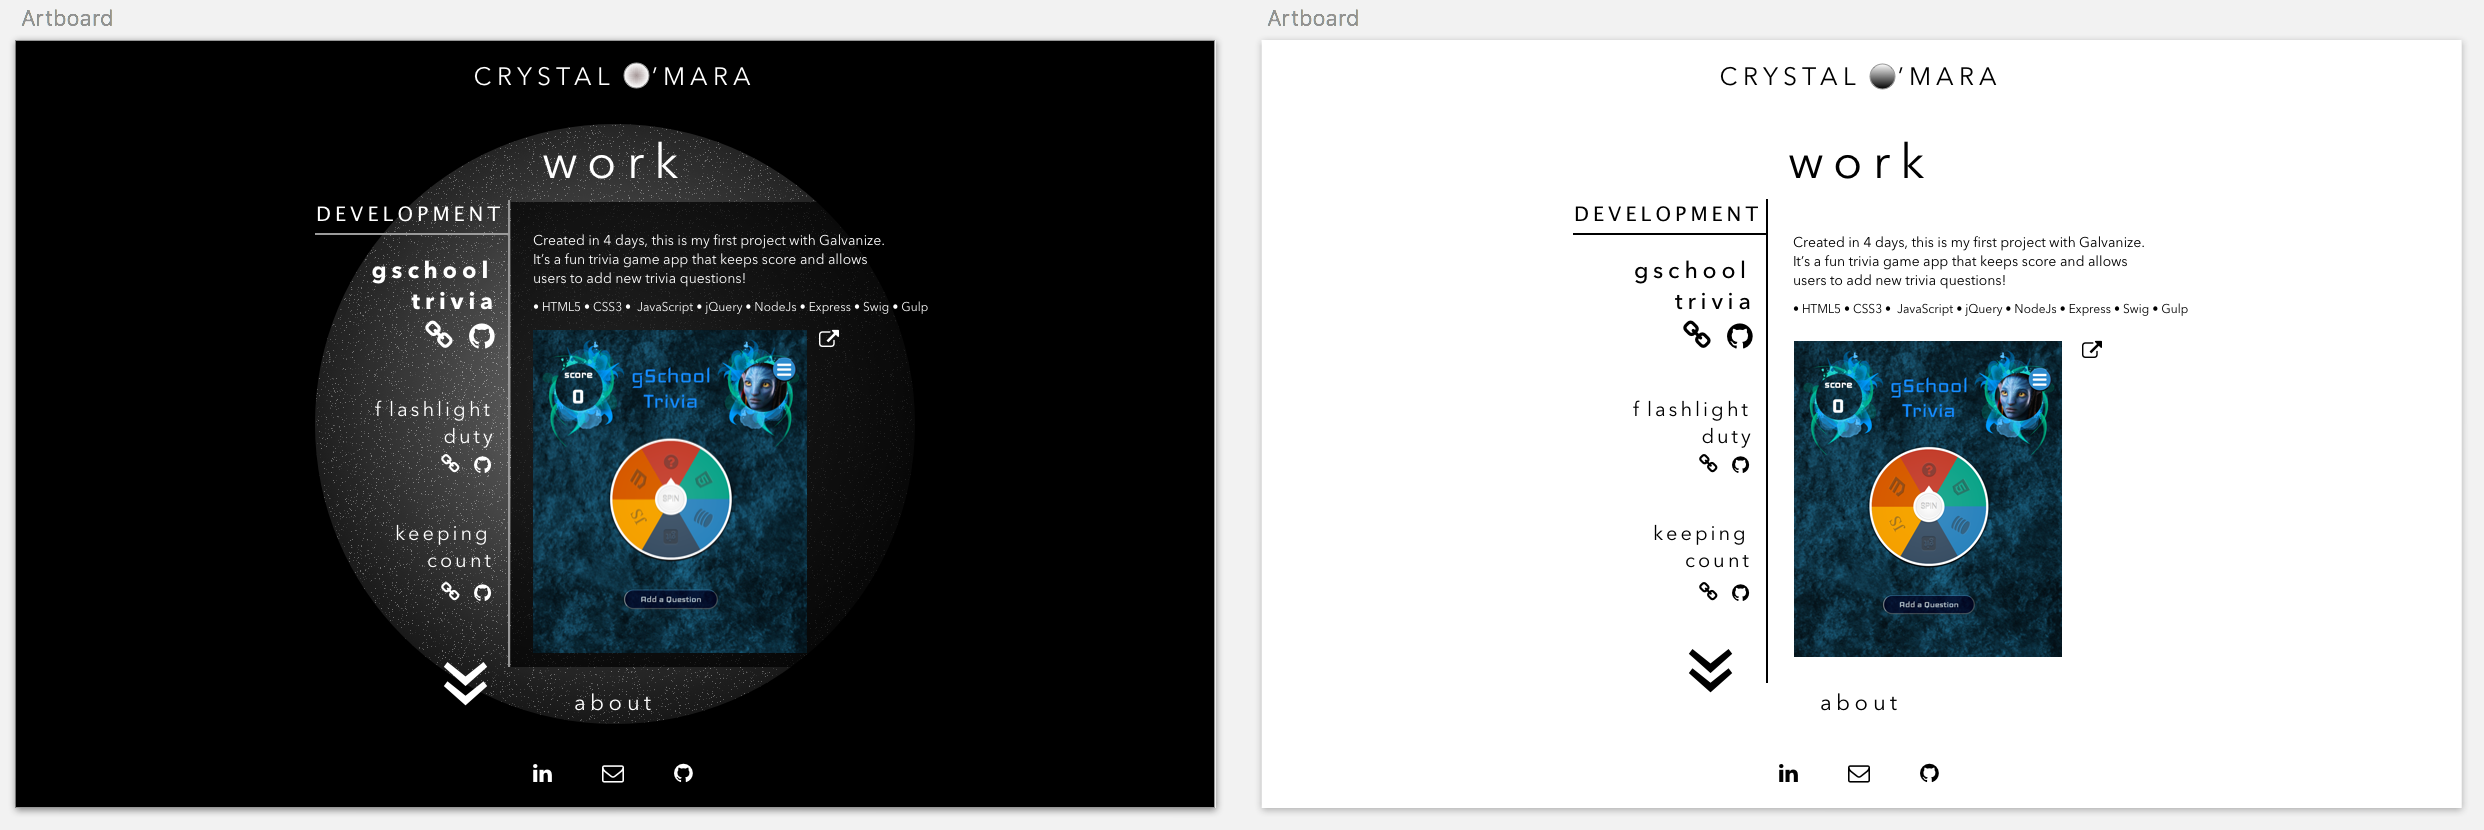 Artboard
CRYSTAL O'MARA
work
DEVELOPMENT
gschool
trivia
flashlight
duty
keeping
count
Created in 4 days, this is my first project with Galvanize.
It's a fun trivia game app that keeps score and allows
users to add new trivia questions!
• HTML5 • CSS3 • JavaScript • jQuery • NodeJs • Express • Swig • Gulp
score
0
gSchool
Trivia
?
JS
SPIN
Add a Question
about
in
Artboard
CRYSTAL O'MARA
work
DEVELOPMENT
gschool
trivia
flashlight
duty
keeping
count
Created in 4 days, this is my first project with Galvanize.
It's a fun trivia game app that keeps score and allows
users to add new trivia questions!
• HTML5 • CSS3 • JavaScript • jQuery • NodeJs • Express • Swig • Gulp
score
0
gSchool
Trivia
?
JS
SPIN
Add a Question
about
in